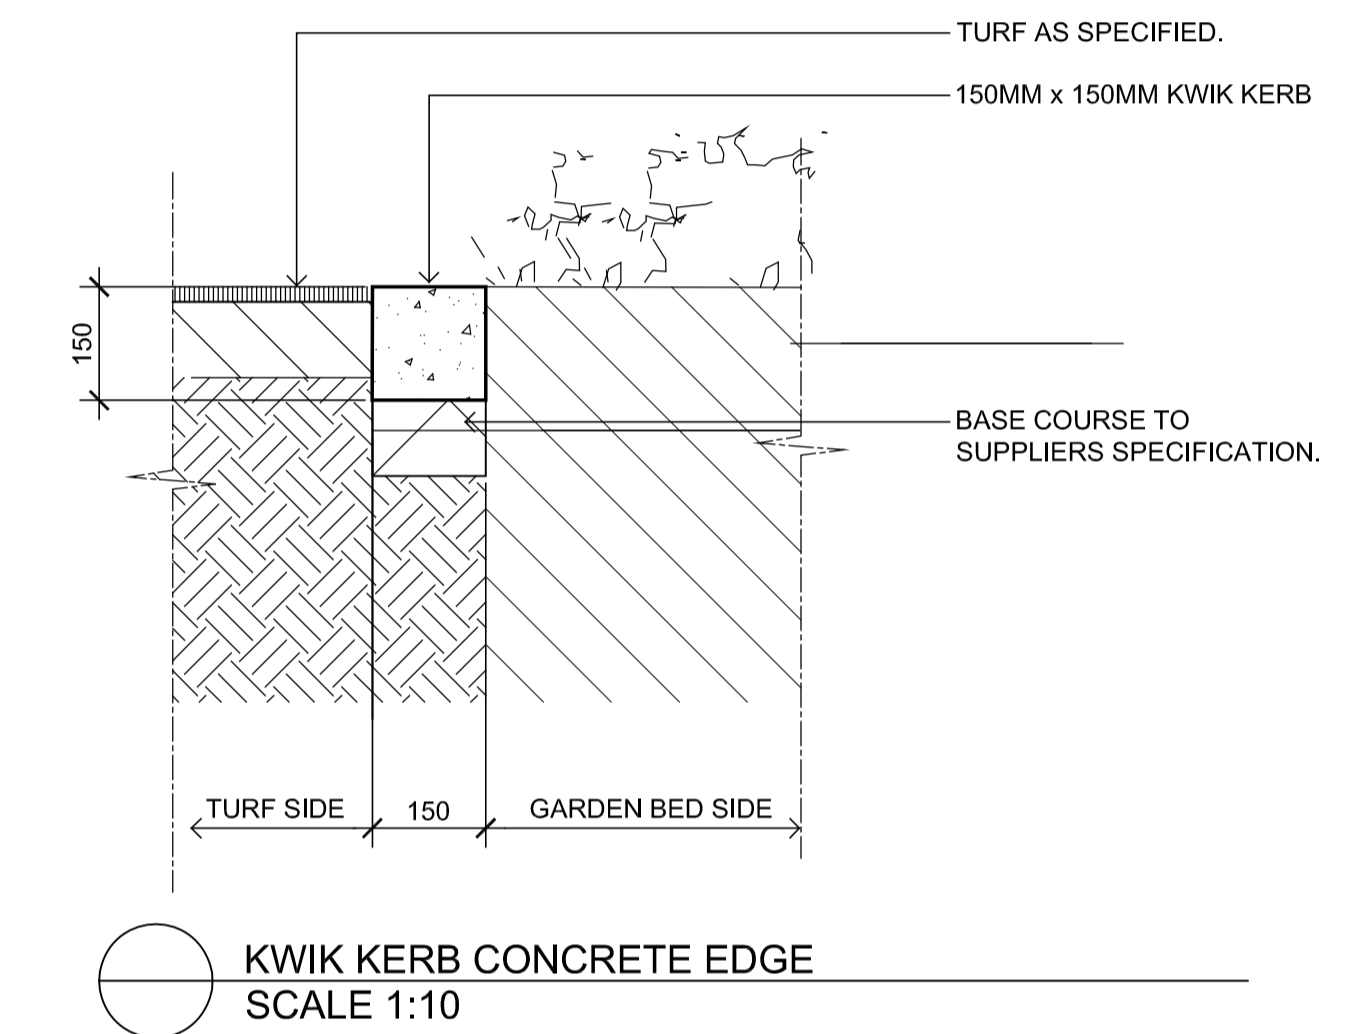 TURF AS SPECIFIED.
150MM x 150MM KWIK KERB
150
BASE COURSE TO
SUPPLIERS SPECIFICATION.
TURF SIDE
150
GARDEN BED SIDE
KWIK KERB CONCRETE EDGE
SCALE 1:10